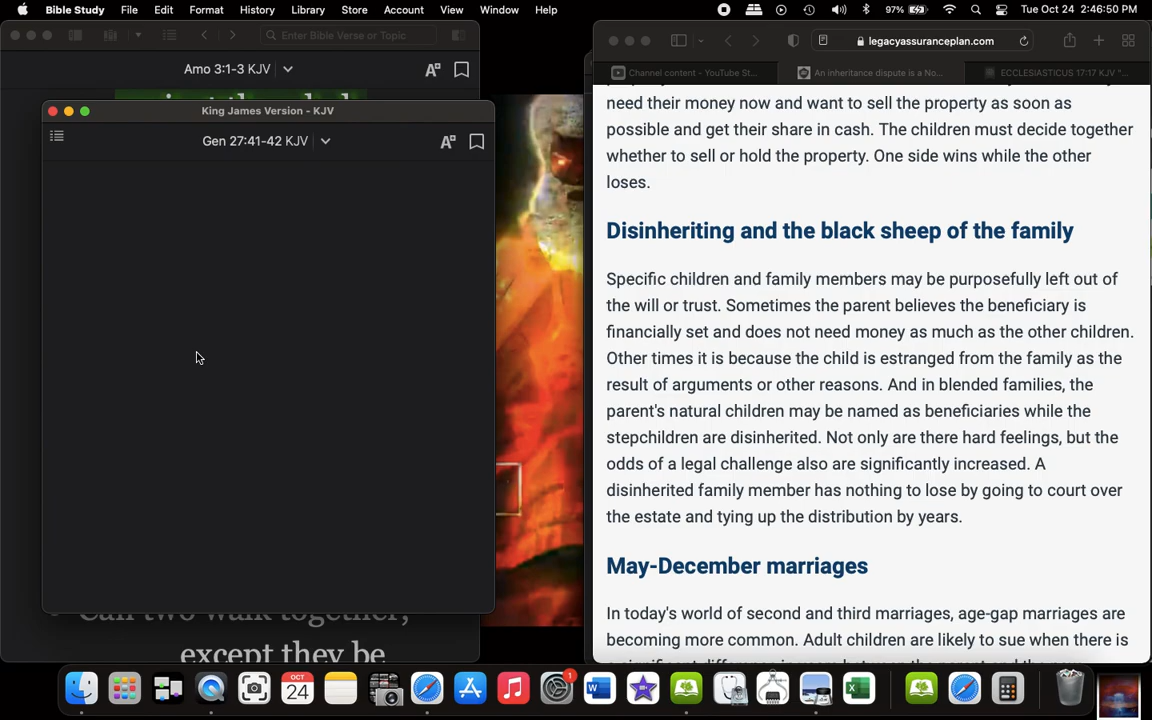 Bible Study File Edit Format History Library Store Account View Window Help
97% Tue Oct 24 2:46:50 PM
Enter Bible Verse or Topic
Amo 3:1-3 KJV
King James Version - KJV
Gen 27:41-42 KJV
Can two walk together,
except they be
legacyassuranceplan.com
Channel content - YouTube St...
An inheritance dispute is a No...
ECCLESIASTICUS 17:17 KJV "...
need their money now and want to sell the property as soon as
possible and get their share in cash. The children must decide together
whether to sell or hold the property. One side wins while the other
loses.
Disinheriting and the black sheep of the family
Specific children and family members may be purposefully left out of
the will or trust. Sometimes the parent believes the beneficiary is
financially set and does not need money as much as the other children.
Other times it is because the child is estranged from the family as the
result of arguments or other reasons. And in blended families, the
parent's natural children may be named as beneficiaries while the
stepchildren are disinherited. Not only are there hard feelings, but the
odds of a legal challenge also are significantly increased. A
disinherited family member has nothing to lose by going to court over
the estate and tying up the distribution by years.
May-December marriages
In today's world of second and third marriages, age-gap marriages are
becoming more common. Adult children are likely to sue when there is
OCT
24
1